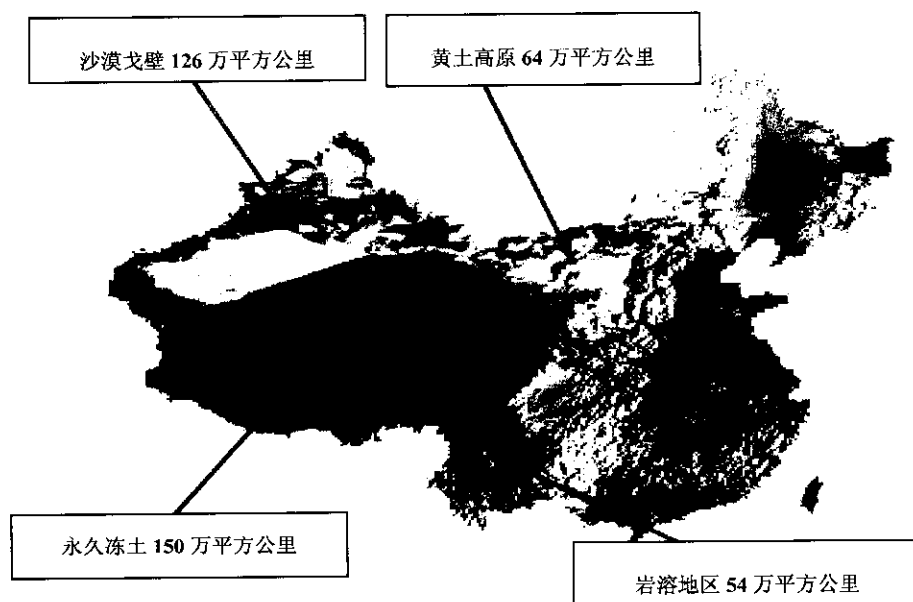 沙漠戈壁 126 万平方公里
黄土高原 64 万平方公里
永久冻土 150 万平方公里
岩溶地区 54 万平方公里